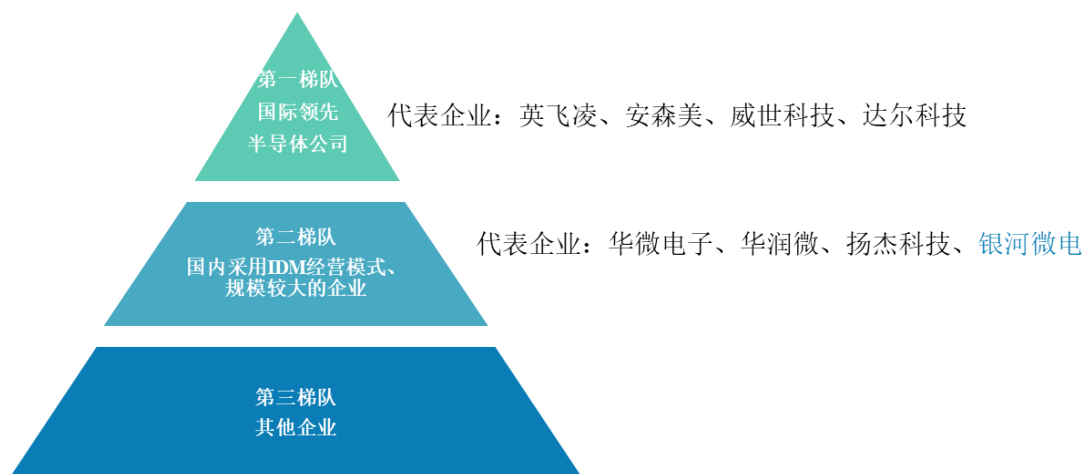 第一梯队
国际领先
半导体公司
代表企业：英飞凌、安森美、威世科技、达尔科技
第二梯队
国内采用IDM经营模式、
规模较大的企业
代表企业：华微电子、华润微、扬杰科技、银河微电
第三梯队
其他企业